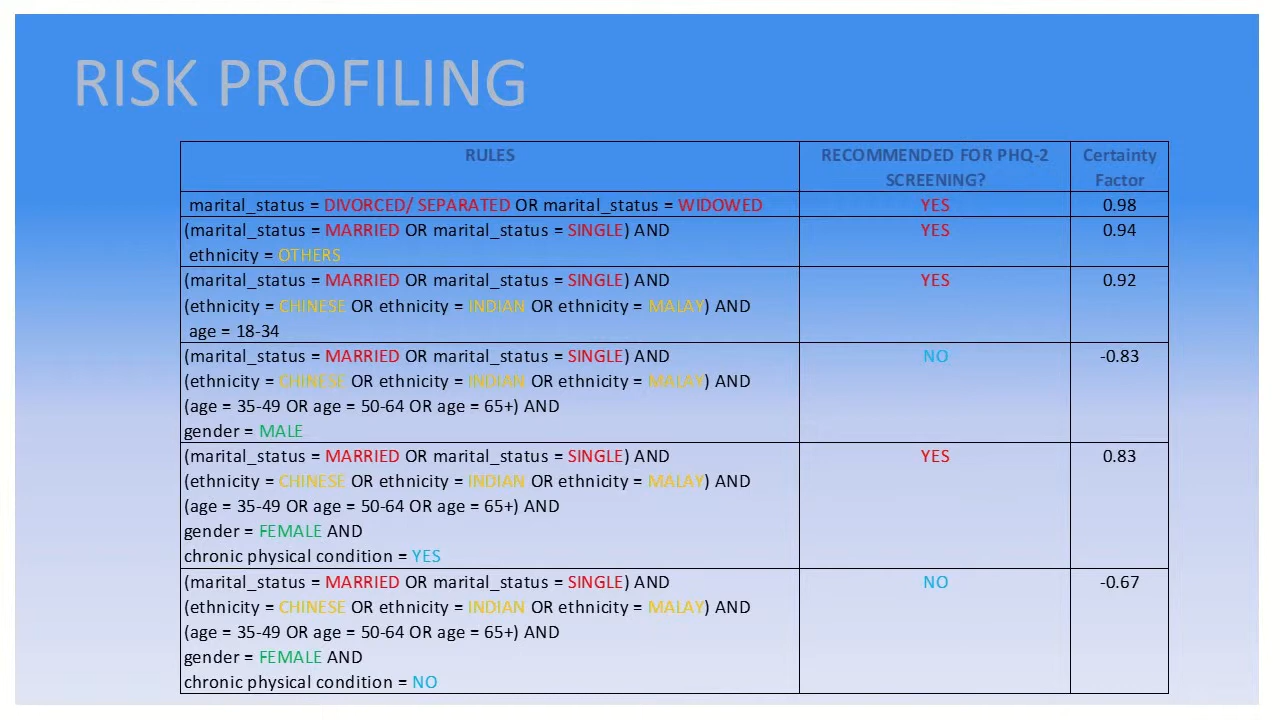 RISK PROFILING
RULES
RECOMMENDED FOR PHQ-2
SCREENING?
Certainty
Factor
marital_status = DIVORCED/ SEPARATED OR marital_status = WIDOWED
YES
0.98
(marital_status = MARRIED OR marital_status = SINGLE) AND
ethnicity = OTHERS
YES
0.94
(marital_status = MARRIED OR marital_status = SINGLE) AND
(ethnicity = CHINESE OR ethnicity = INDIAN OR ethnicity = MALAY) AND
age = 18-34
YES
0.92
(marital_status = MARRIED OR marital_status = SINGLE) AND
(ethnicity = CHINESE OR ethnicity = INDIAN OR ethnicity = MALAY) AND
(age = 35-49 OR age = 50-64 OR age = 65+) AND
gender = MALE
NO
-0.83
(marital_status = MARRIED OR marital_status = SINGLE) AND
(ethnicity = CHINESE OR ethnicity = INDIAN OR ethnicity = MALAY) AND
(age = 35-49 OR age = 50-64 OR age = 65+) AND
gender = FEMALE AND
chronic physical condition = YES
YES
0.83
(marital_status = MARRIED OR marital_status = SINGLE) AND
(ethnicity = CHINESE OR ethnicity = INDIAN OR ethnicity = MALAY) AND
(age = 35-49 OR age = 50-64 OR age = 65+) AND
gender = FEMALE AND
chronic physical condition = NO
NO
-0.67